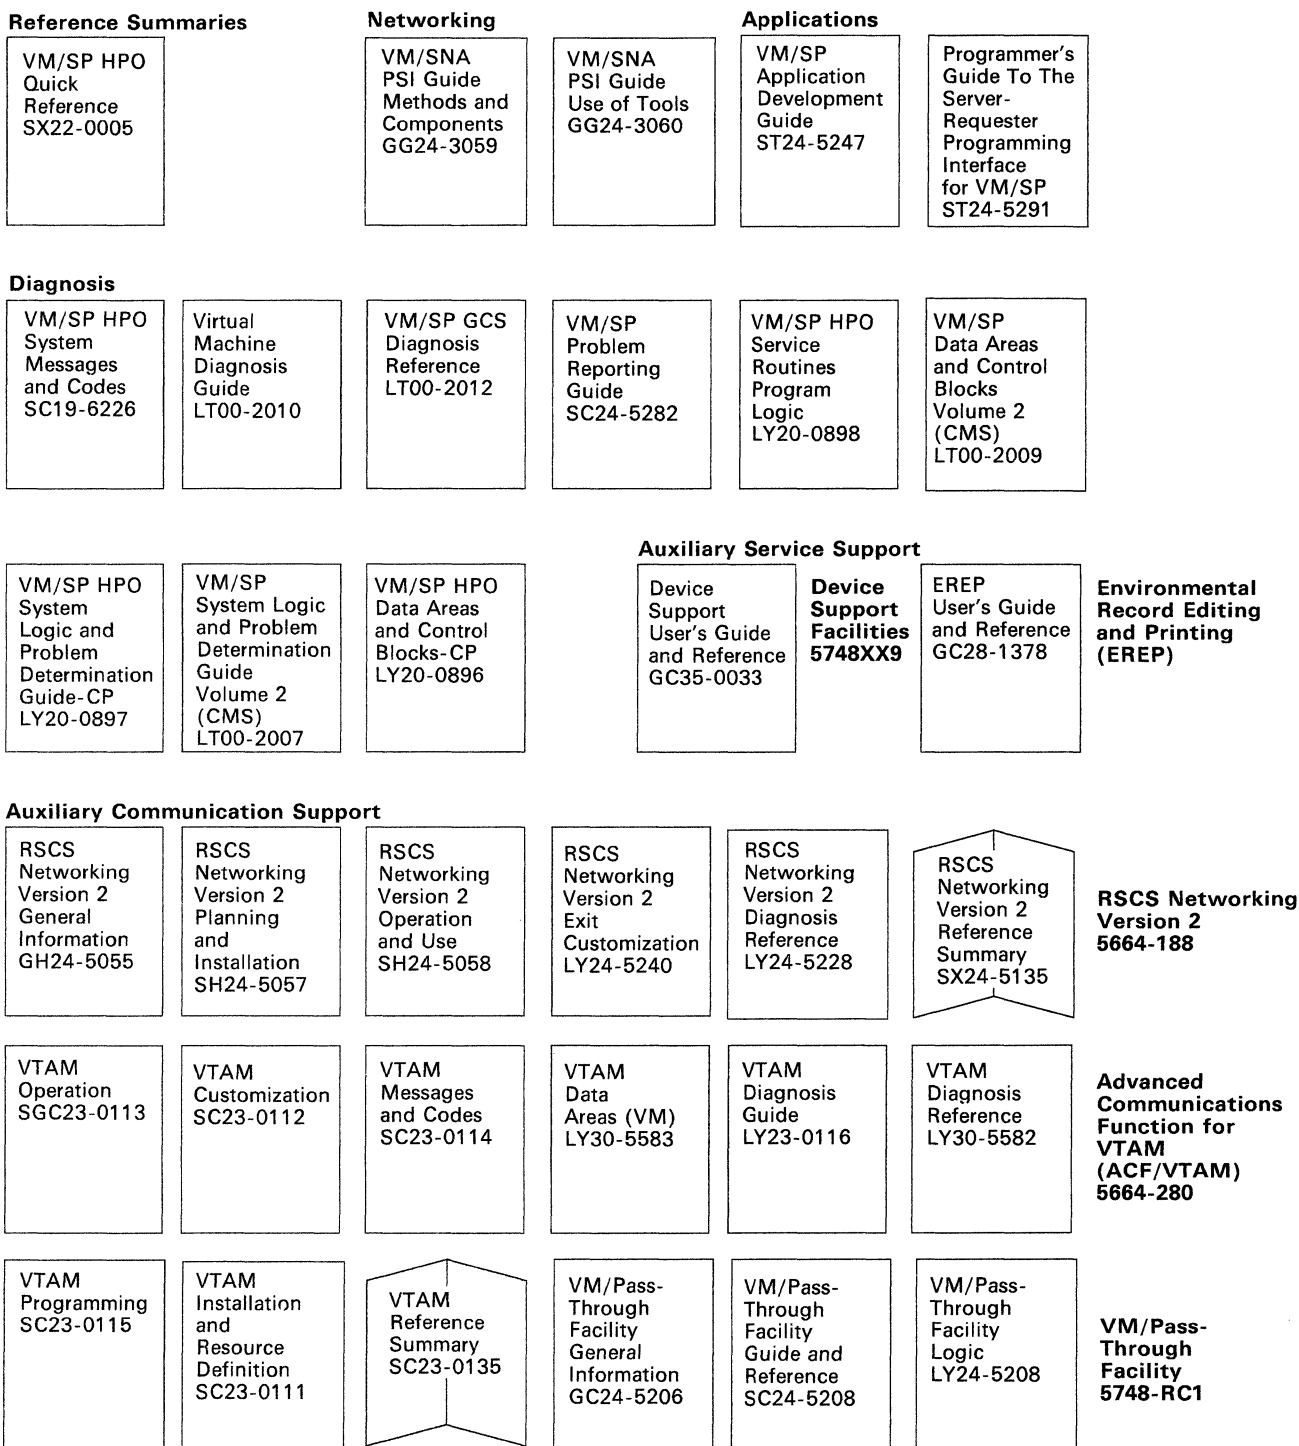 Reference Summaries
VM/SP HPO
Quick
Reference
SX22-0005
Networking
VM/SNA
PSI Guide
Methods and
Components
GG24-3059
VM/SNA
PSI Guide
Use of Tools
GG24-3060
Applications
VM/SP
Application
Development
Guide
ST24-5247
Programmer's
Guide To The
Server-
Requester
Programming
Interface
for VM/SP
ST24-5291
Diagnosis
VM/SP HPO
System
Messages
and Codes
SC19-6226
Virtual
Machine
Diagnosis
Guide
LT00-2010
VM/SP GCS
Diagnosis
Reference
LT00-2012
VM/SP
Problem
Reporting
Guide
SC24-5282
VM/SP HPO
Service
Routines
Program
Logic
LY20-0898
VM/SP
Data Areas
and Control
Blocks
Volume 2
(CMS)
LT00-2009
VM/SP HPO
System
Logic and
Problem
Determination
Guide-CP
LY20-0897
VM/SP
System Logic
and Problem
Determination
Guide
Volume 2
(CMS)
LT00-2007
VM/SP HPO
Data Areas
and Control
Blocks-CP
LY20-0896
Auxiliary Service Support
Device
Support
User's Guide
and Reference
GC35-0033
Device
Support
Facilities
5748XX9
EREP
User's Guide
and Reference
GC28-1378
Environmental
Record Editing
and Printing
(EREP)
Auxiliary Communication Support
RSCS
Networking
Version 2
General
Information
GH24-5055
RSCS
Networking
Version 2
Planning
and
Installation
SH24-5057
RSCS
Networking
Version 2
Operation
and Use
SH24-5058
RSCS
Networking
Version 2
Exit
Customization
LY24-5240
RSCS
Networking
Version 2
Diagnosis
Reference
LY24-5228
RSCS
Networking
Version 2
Reference
Summary
SX24-5135
RSCS Networking
Version 2
5664-188
VTAM
Operation
SGC23-0113
VTAM
Customization
SC23-0112
VTAM
Messages
and Codes
SC23-0114
VTAM
Data
Areas (VM)
LY30-5583
VTAM
Diagnosis
Guide
LY23-0116
VTAM
Diagnosis
Reference
LY30-5582
Advanced
Communications
Function for
VTAM
(ACF/VTAM)
5664-280
VTAM
Programming
SC23-0115
VTAM
Installation
and
Resource
Definition
SC23-0111
VTAM
Reference
Summary
SC23-0135
VM/Pass-
Through
Facility
General
Information
GC24-5206
VM/Pass-
Through
Facility
Guide and
Reference
SC24-5208
VM/Pass-
Through
Facility
Logic
LY24-5208
VM/Pass-
Through
Facility
5748-RC1